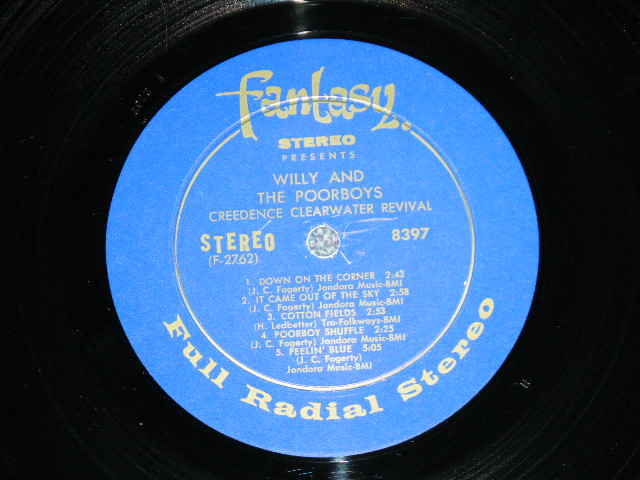 Fantasy.
STEREO
PRESENTS
WILLY AND
THE POORBOYS
CREEDENCE CLEARWATER REVIVAL
STEREO
8397
(F-2762)
1. DOWN ON THE CORNER 2:43
(J. C. Fogerty) Jondora Music-BMI
2. IT CAME OUT OF THE SKY 2:58
(J. C. Fogerty) Jondora Music-BMI
3. COTTON FIELDS 2:53
(H. Ledbetter) Tro-Folkways-BMI
4. POORBOY SHUFFLE 2:25
(J. C. Fogerty) Jondora Music-BMI
5. FEELIN' BLUE 5:05
(J. C. Fogerty)
Jondora Music-BMI
Full Radial Stereo